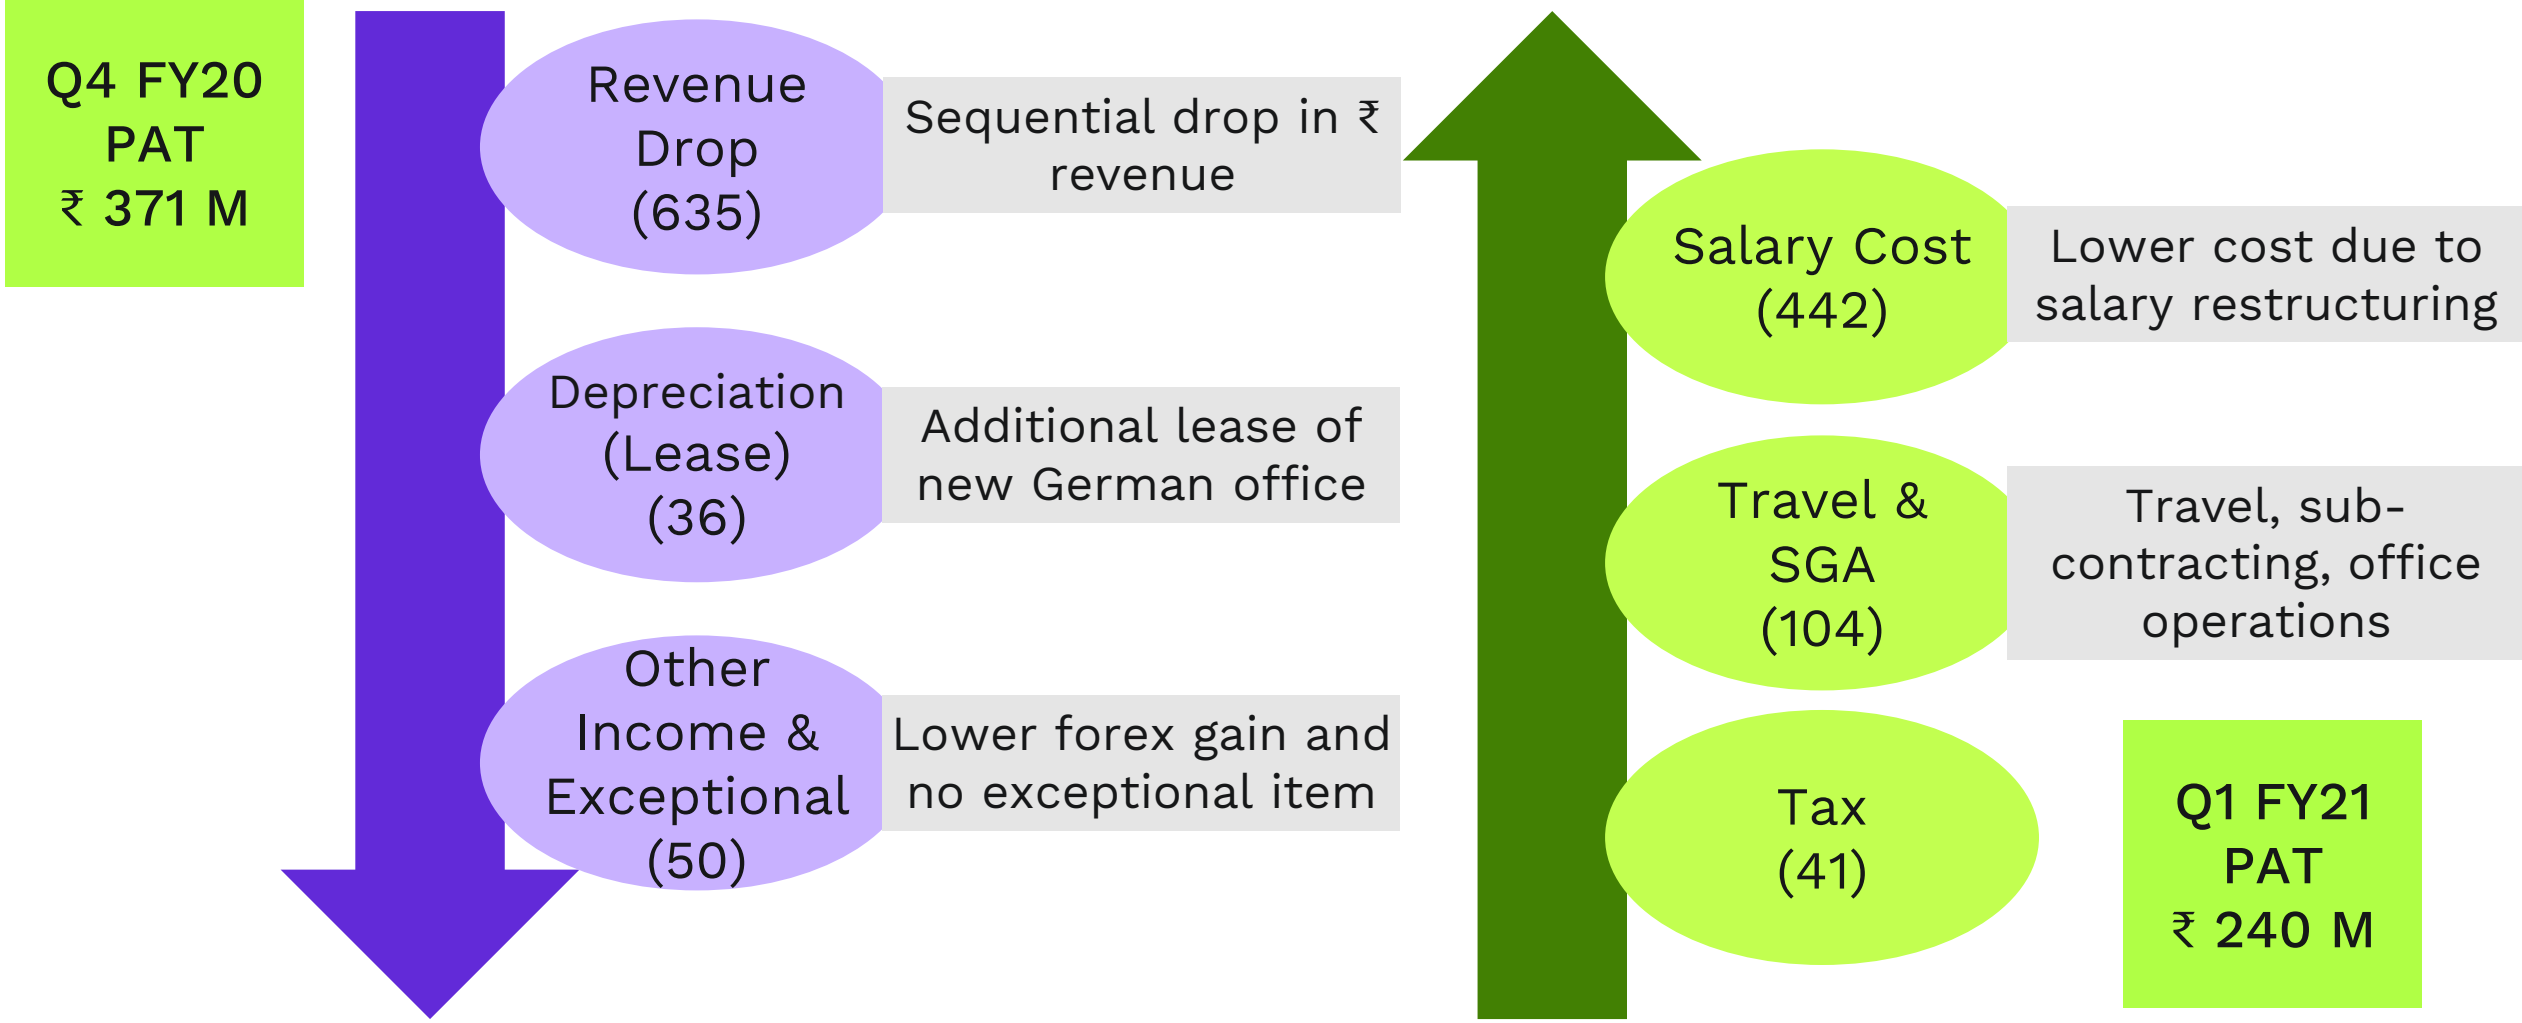 Q4 FY20
PAT
₹ 371 M
Revenue
Drop
(635)
Sequential drop in ₹
revenue
Depreciation
(Lease)
(36)
Additional lease of
new German office
Other
Income &
Exceptional
(50)
Lower forex gain and
no exceptional item
Salary Cost
(442)
Lower cost due to
salary restructuring
Travel &
SGA
(104)
Travel, sub-
contracting, office
operations
Tax
(41)
Q1 FY21
PAT
₹ 240 M